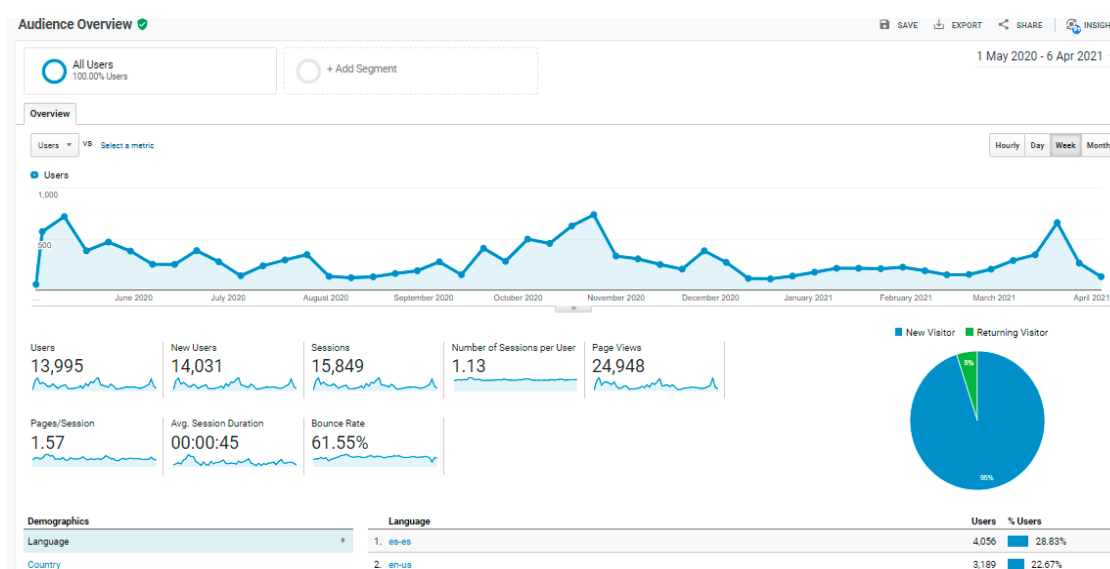 Audience Overview
SAVE EXPORT SHARE INSIGH
All Users
100.00% Users
+ Add Segment
1 May 2020 - 6 Apr 2021
Overview
Users VS Select a metric
Hourly Day Week Month
Users
1,000
500
... June 2020 July 2020 August 2020 September 2020 October 2020 November 2020 December 2020 January 2021 February 2021 March 2021 April 2021
New Visitor Returning Visitor
Users New Users Sessions Number of Sessions per User Page Views
13,995 14,031 15,849 1.13 24,948
Pages/Session Avg. Session Duration Bounce Rate
1.57 00:00:45 61.55%
95%
Demographics Language Users % Users
Language 1. es-es 4,056 28.83%
Country 2. en-us 3,189 22.67%